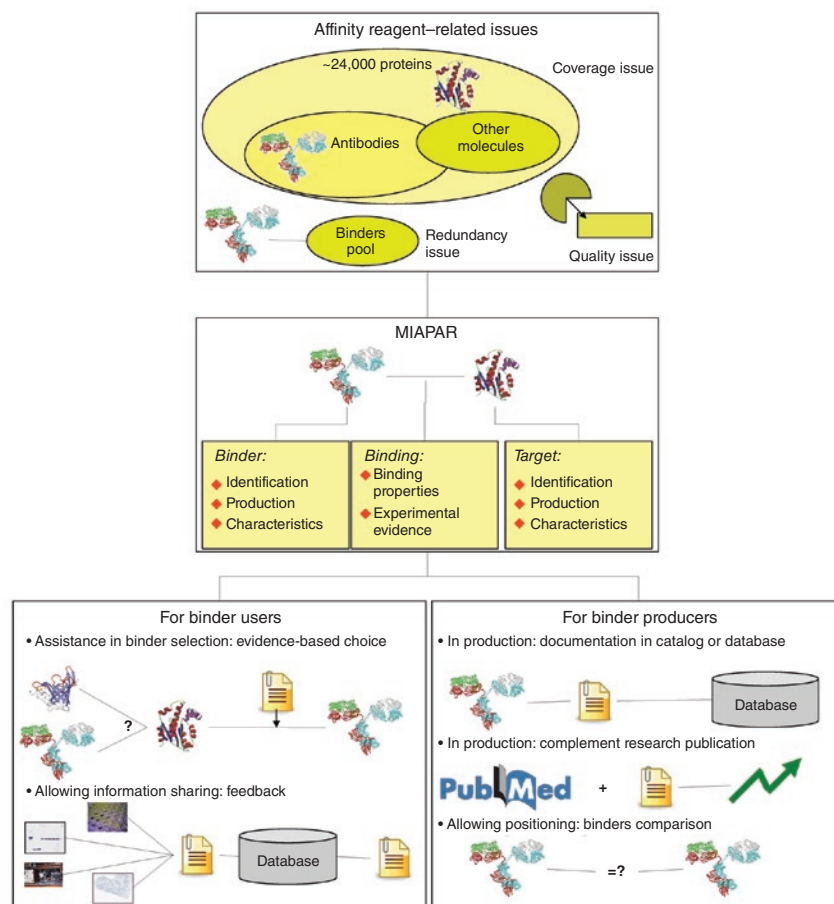 Affinity reagent–related issues
~24,000 proteins
Coverage issue
Antibodies
Other
molecules
Binders
pool
Redundancy
issue
Quality issue
MIAPAR
Binder:
Identification
Production
Characteristics
Binding:
Binding
properties
Experimental
evidence
Target:
Identification
Production
Characteristics
For binder users
• Assistance in binder selection: evidence-based choice
?
• Allowing information sharing: feedback
Database
For binder producers
• In production: documentation in catalog or database
Database
• In production: complement research publication
PubMed
+
• Allowing positioning: binders comparison
=?